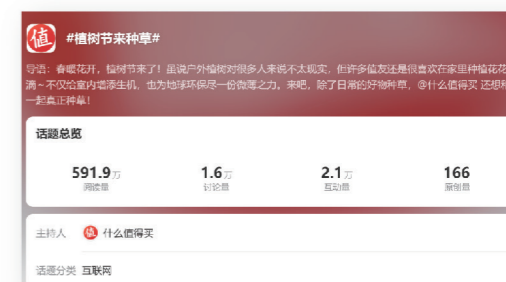 值
#植树节来种草#
导语：春暖花开，植树节来了！虽说户外植树对很多人来说不太现实，但许多值友还是很喜欢在家里种植花花
满～不仅给室内增添生机，也为地球环保尽一份微薄之力。来吧，除了日常的好物种草，@什么值得买 还想和
一起真正种草！
话题总览
591.9万 1.6万 2.1万 166
阅读量 讨论量 互动量 原创量
主持人 值 什么值得买
话题分类 互联网